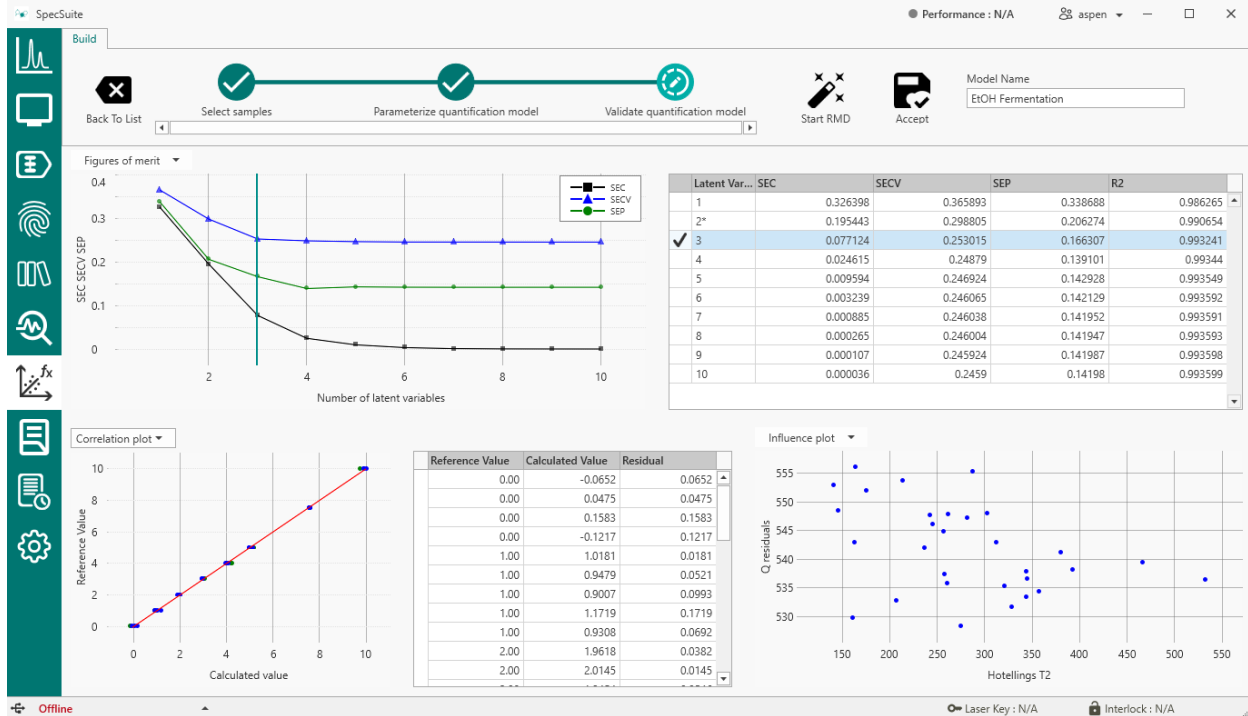 SpecSuite
Performance : N/A
aspen
Build
Back To List
Select samples
Parameterize quantification model
Validate quantification model
Start RMD
Accept
Model Name
EtOH Fermentation
Figures of merit
SEC
SECV
SEP
0.4
0.3
0.2
0.1
0
SEC SECV SEP
2 4 6 8 10
Number of latent variables
Latent Var... SEC SECV SEP R2
1 0.326398 0.365893 0.338688 0.986265
2* 0.195443 0.298805 0.206274 0.990654
3 0.077124 0.253015 0.166307 0.993241
4 0.024615 0.24879 0.139101 0.99344
5 0.009594 0.246924 0.142928 0.993549
6 0.003239 0.246065 0.142129 0.993592
7 0.000885 0.246038 0.141952 0.993591
8 0.000265 0.246004 0.141947 0.993593
9 0.000107 0.245924 0.141987 0.993598
10 0.000036 0.2459 0.14198 0.993599
Correlation plot
10
8
6
4
2
0
Reference Value
0 2 4 6 8 10
Calculated value
Reference Value Calculated Value Residual
0.00 -0.0652 0.0652
0.00 0.0475 0.0475
0.00 0.1583 0.1583
0.00 -0.1217 0.1217
1.00 1.0181 0.0181
1.00 0.9479 0.0521
1.00 0.9007 0.0993
1.00 1.1719 0.1719
1.00 0.9308 0.0692
2.00 1.9618 0.0382
2.00 2.0145 0.0145
Influence plot
555
550
545
540
535
530
Q residuals
150 200 250 300 350 400 450 500 550
Hotellings T2
Offline
Laser Key : N/A
Interlock : N/A